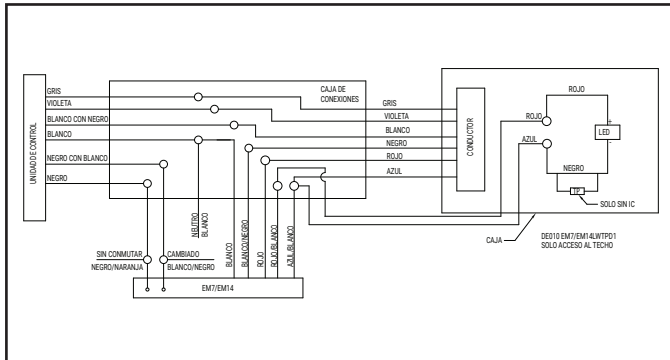 UNIDAD DE CONTROL
GRIS
VIOLETA
BLANCO CON NEGRO
BLANCO
NEGRO CON BLANCO
NEGRO
CAJA DE
CONEXIONES
GRIS
VIOLETA
BLANCO
NEGRO
ROJO
AZUL
CONDUCTOR
ROJO
ROJO
AZUL
+
LED
-
NEGRO
TP
SOLO SIN IC
CAJA
DE010 EM7/EM14LWTPD1
SOLO ACCESO AL TECHO
NEUTRO
BLANCO
BLANCO
BLANCO/NEGRO
ROJO
ROJO/BLANCO
AZUL/BLANCO
SIN CONMUTAR
NEGRO/NARANJA
CAMBIADO
BLANCO/NEGRO
EM7/EM14